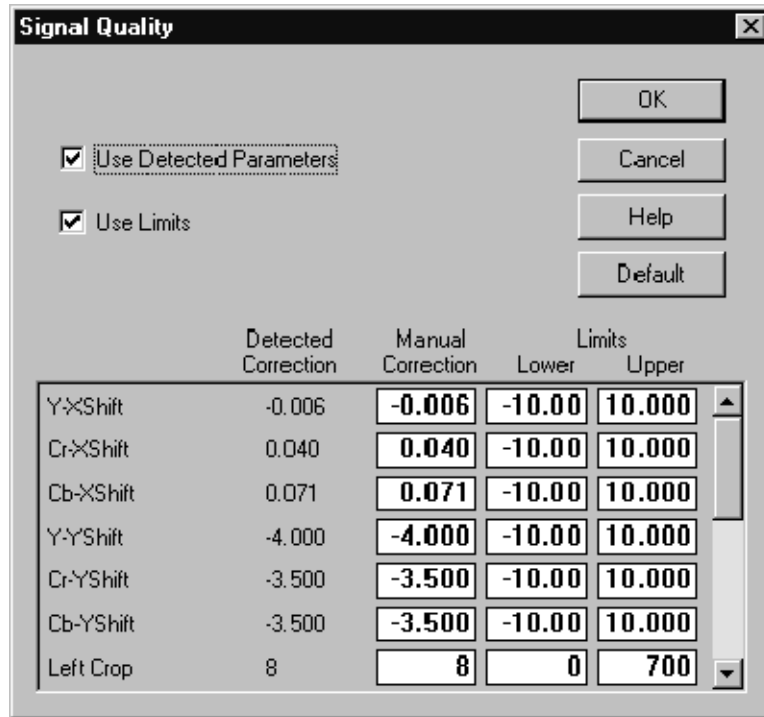 Signal Quality
OK
Use Detected Parameters
Cancel
Use Limits
Help
Default
Detected Correction Manual Correction Limits Lower Upper
Y-XShift -0.006 -0.006 -10.00 10.000
Cr-XShift 0.040 0.040 -10.00 10.000
Cb-XShift 0.071 0.071 -10.00 10.000
Y-YShift -4.000 -4.000 -10.00 10.000
Cr-YShift -3.500 -3.500 -10.00 10.000
Cb-YShift -3.500 -3.500 -10.00 10.000
Left Crop 8 8 0 700